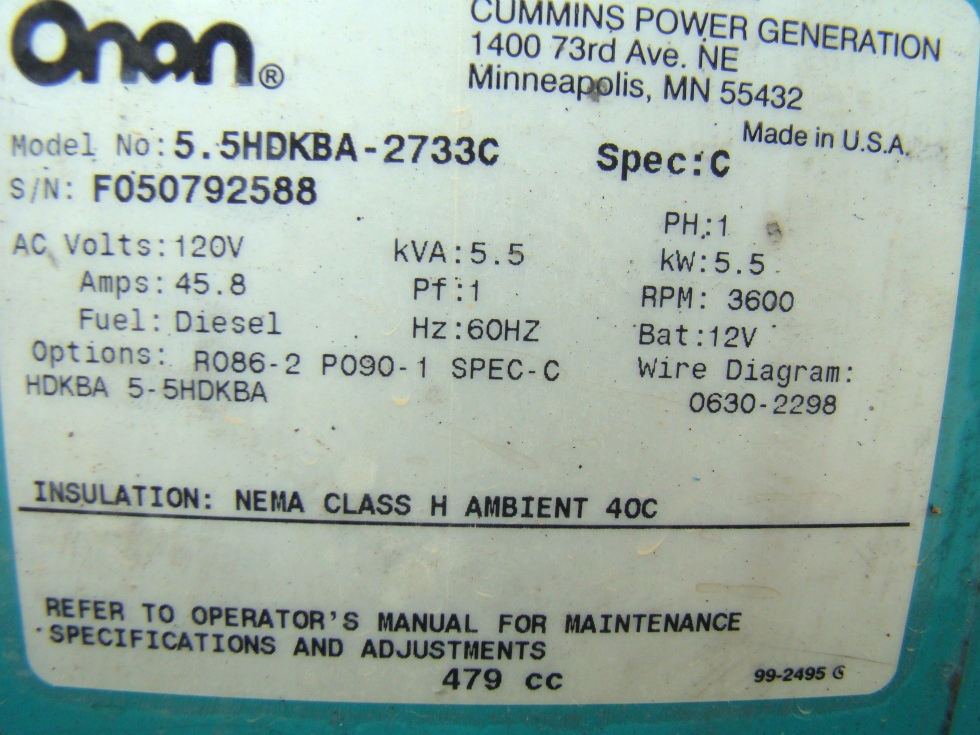 Onan®
CUMMINS POWER GENERATION
1400 73rd Ave. NE
Minneapolis, MN 55432
Made in U.S.A.
Model No: 5.5HDKBA-2733C
Spec:C
S/N: F050792588
PH:1
AC Volts: 120V
kVA:5.5
kW:5.5
Amps: 45.8
Pf:1
RPM: 3600
Fuel: Diesel
Hz:60HZ
Bat:12V
Options: R086-2 P090-1 SPEC-C
HDKBA 5-5HDKBA
Wire Diagram:
0630-2298
INSULATION: NEMA CLASS H AMBIENT 40C
REFER TO OPERATOR'S MANUAL FOR MAINTENANCE
SPECIFICATIONS AND ADJUSTMENTS
479 cc
99-2495 G